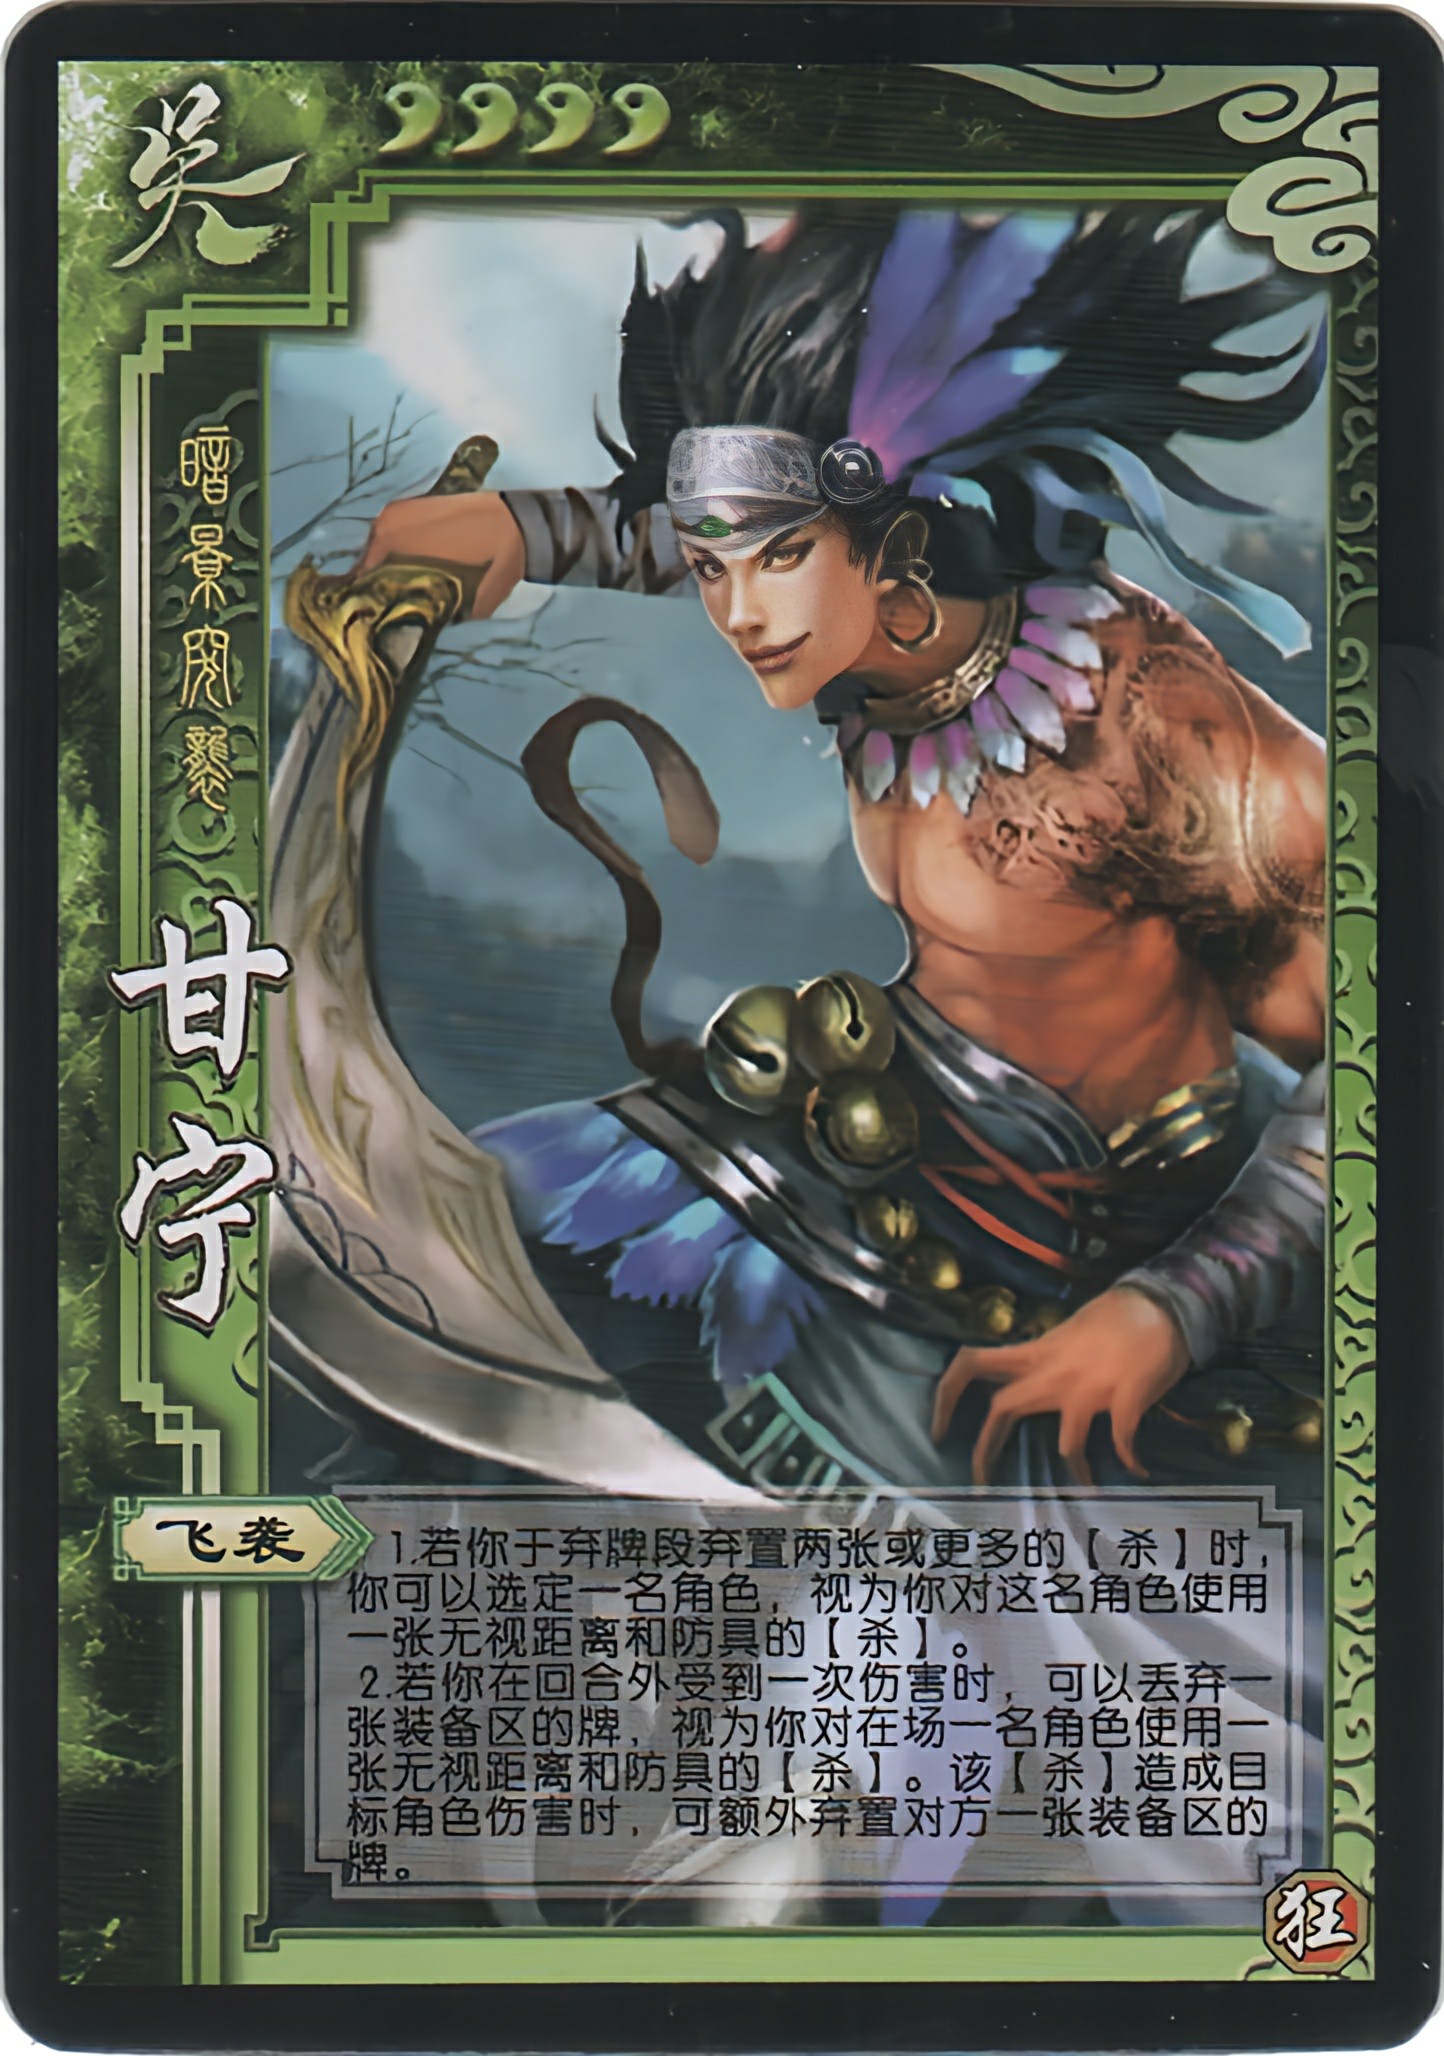 吴
暗影突袭
甘宁
飞袭
1.若你于弃牌段弃置两张或更多的【杀】时，
你可以选定一名角色，视为你对这名角色使用
一张无视距离和防具的【杀】。
2.若你在回合外受到一次伤害时，可以丢弃一
张装备区的牌，视为你对在场一名角色使用一
张无视距离和防具的【杀】。该【杀】造成目
标角色伤害时，可额外弃置对方一张装备区的
牌。
狂